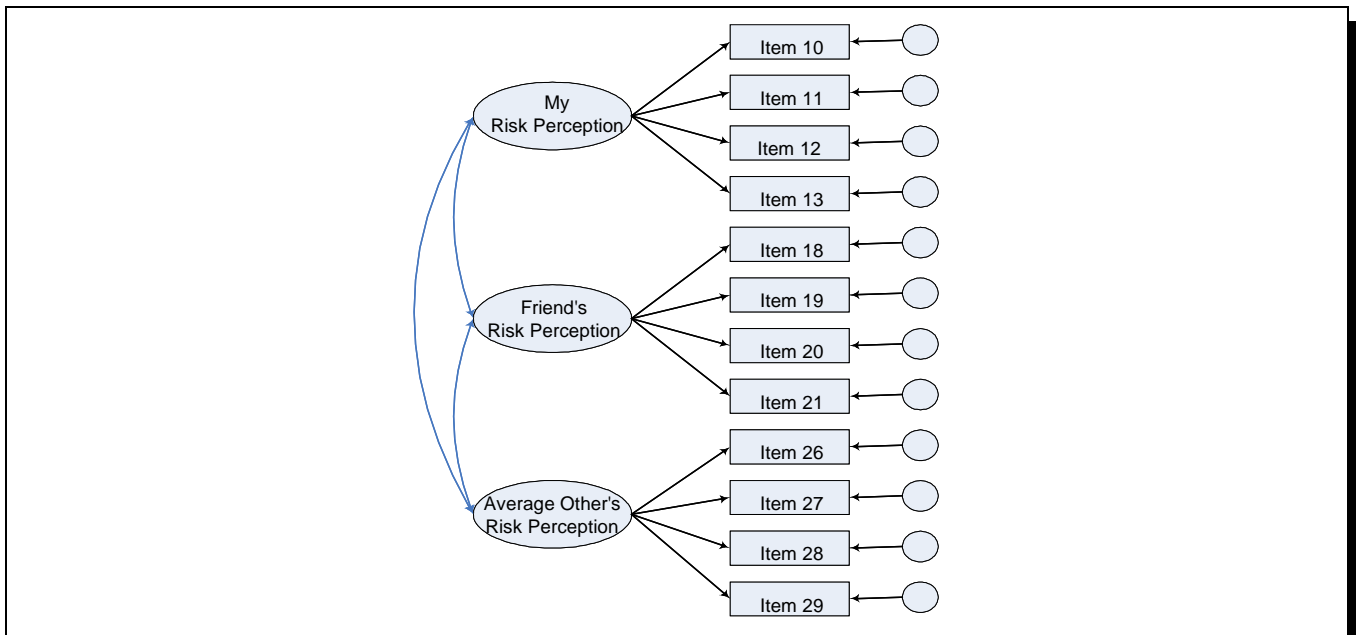 Item 10
Item 11
My
Risk Perception
Item 12
Item 13
Item 18
Item 19
Friend's
Risk Perception
Item 20
Item 21
Item 26
Item 27
Average Other's
Risk Perception
Item 28
Item 29